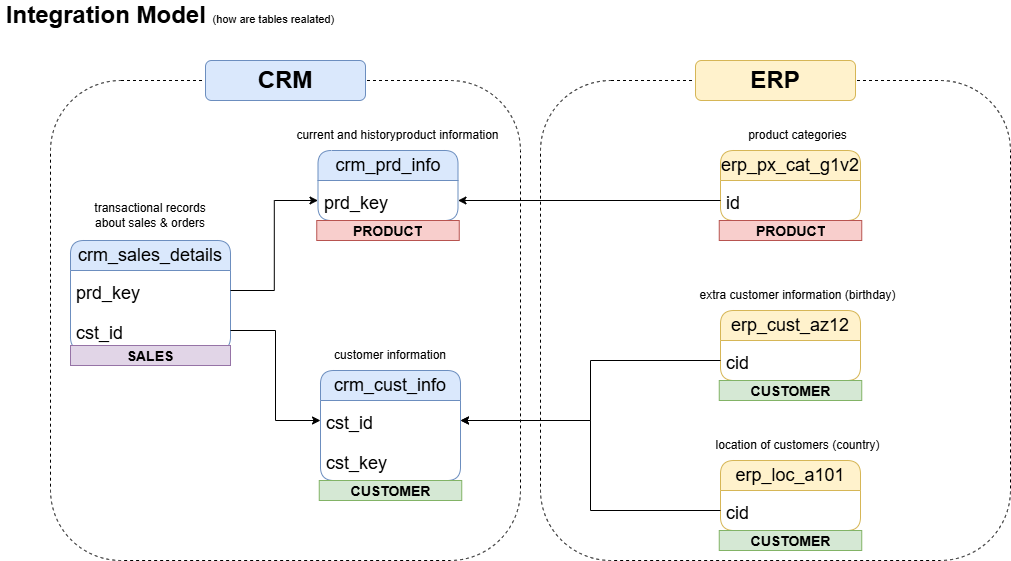 Integration Model (how are tables realated)
CRM
current and historyproduct information
crm_prd_info
prd_key
PRODUCT
transactional records
about sales & orders
crm_sales_details
prd_key
cst_id
SALES
customer information
crm_cust_info
cst_id
cst_key
CUSTOMER
ERP
product categories
erp_px_cat_g1v2
id
PRODUCT
extra customer information (birthday)
erp_cust_az12
cid
CUSTOMER
location of customers (country)
erp_loc_a101
cid
CUSTOMER